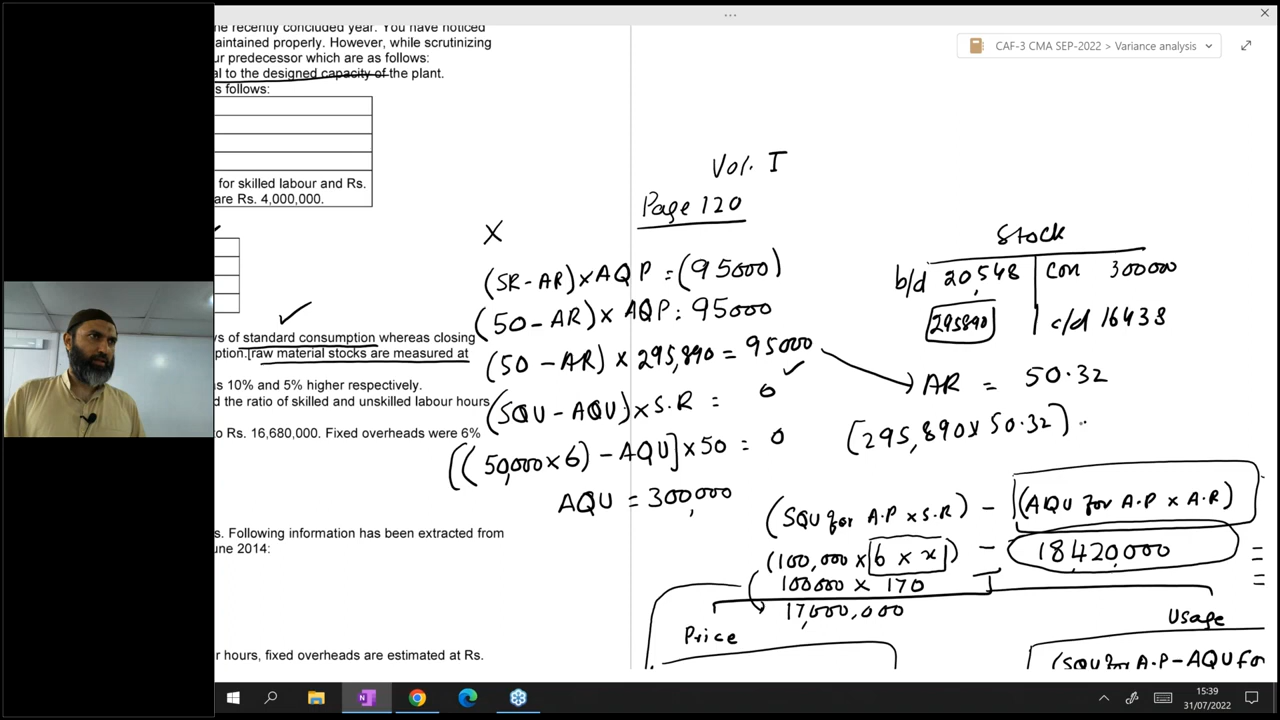 ne recently concluded year. You have noticed
aintained properly. However, while scrutinizing
ur predecessor which are as follows:
al to the designed capacity of the plant.
s follows:
for skilled labour and Rs.
are Rs. 4,000,000.
ys of standard consumption whereas closing
ption.[raw material stocks are measured at
s 10% and 5% higher respectively.
d the ratio of skilled and unskilled labour hours
to Rs. 16,680,000. Fixed overheads were 6%
s. Following information has been extracted from
une 2014:
r hours, fixed overheads are estimated at Rs.
CAF-3 CMA SEP-2022 > Variance analysis
Vol. I
Page 120
X
(SR-AR)×AQP = (95000)
(50-AR)× AQP: 95000
(50-AR) × 295,890 = 95000
(SQU-AQU)×S.R = 0
((50,000×6) - AQU]×50 = 0
AQU = 300,000
Stock
b/d 20,548 Con 300000
295890 c/d 16438
AR = 50.32
(295,890×50.32)
(SQU for A.P × S.R) - (AQU for A.P × A.R)
(100,000 × 6 × x) - 18,420,000 =
100000 × 170 =
17,000,000
Price
Usage
(SQU for A.P-AQU For
15:39
31/07/2022